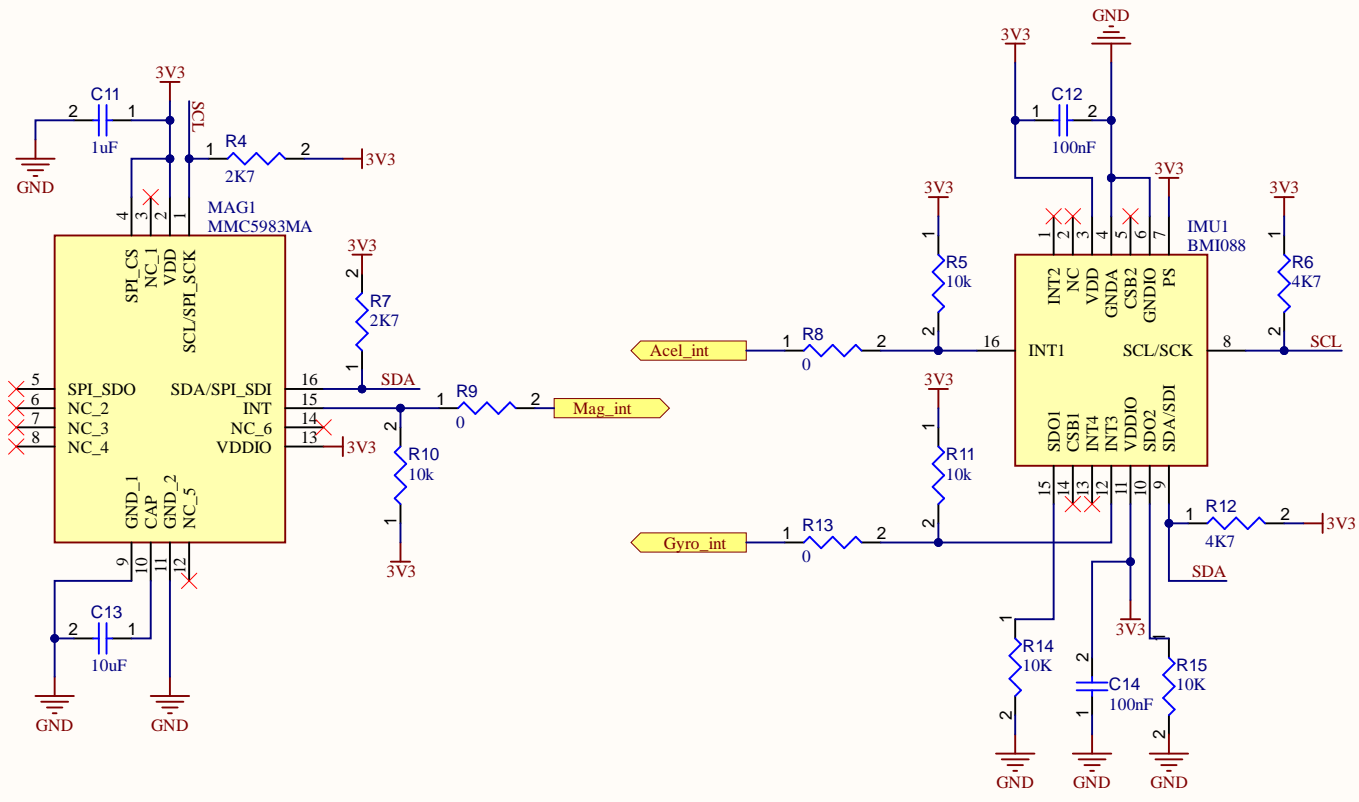 3V3
C11
2
1
1uF
GND
SCL
R4
1
2
2K7
3V3
MAG1
MMC5983MA
4
3
2
1
SPI_CS
NC_1
VDD
SCL/SPI_SCK
5
SPI_SDO
6
NC_2
7
NC_3
8
NC_4
SDA/SPI_SDI
16
INT
15
NC_6
14
VDDIO
13
3V3
GND_1
CAP
GND_2
NC_5
9
10
11
12
3V3
2
R7
2K7
1
SDA
R9
1
2
0
Mag_int
2
R10
10k
1
3V3
C13
2
1
10uF
GND
GND
3V3
GND
C12
1
2
100nF
3V3
3V3
1
R5
10k
2
Acel_int
R8
1
2
0
16
INT1
1
2
3
4
5
6
7
INT2
NC
VDD
GNDA
CSB2
GNDIO
PS
IMU1
BMI088
SCL/SCK
8
3V3
1
R6
4K7
2
SCL
SDO1
CSB1
INT4
INT3
VDDIO
SDO2
SDA/SDI
15
14
13
12
11
10
9
3V3
1
R11
10k
2
Gyro_int
R13
1
2
0
R12
1
2
4K7
3V3
SDA
3V3
1
R14
10K
2
GND
2
C14
100nF
1
GND
1
R15
10K
2
GND